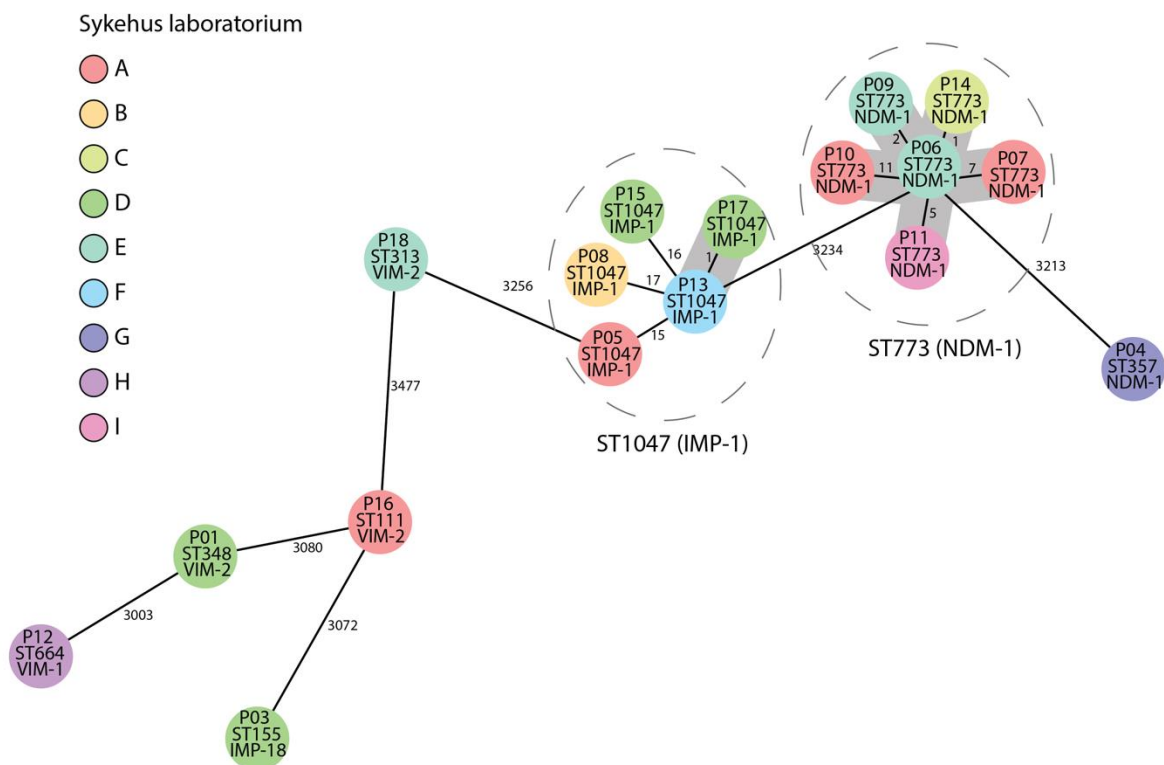 Sykehus laboratorium
A
B
C
D
E
F
G
H
I
P09
ST773
NDM-1
P14
ST773
NDM-1
2
1
P10
ST773
NDM-1
11
P06
ST773
NDM-1
7
P07
ST773
NDM-1
5
P11
ST773
NDM-1
ST773 (NDM-1)
3213
P04
ST357
NDM-1
3234
P15
ST1047
IMP-1
P17
ST1047
IMP-1
16
1
P08
ST1047
IMP-1
17
P13
ST1047
IMP-1
15
P05
ST1047
IMP-1
ST1047 (IMP-1)
P18
ST313
VIM-2
3256
3477
P16
ST111
VIM-2
P01
ST348
VIM-2
3080
3003
3072
P12
ST664
VIM-1
P03
ST155
IMP-18